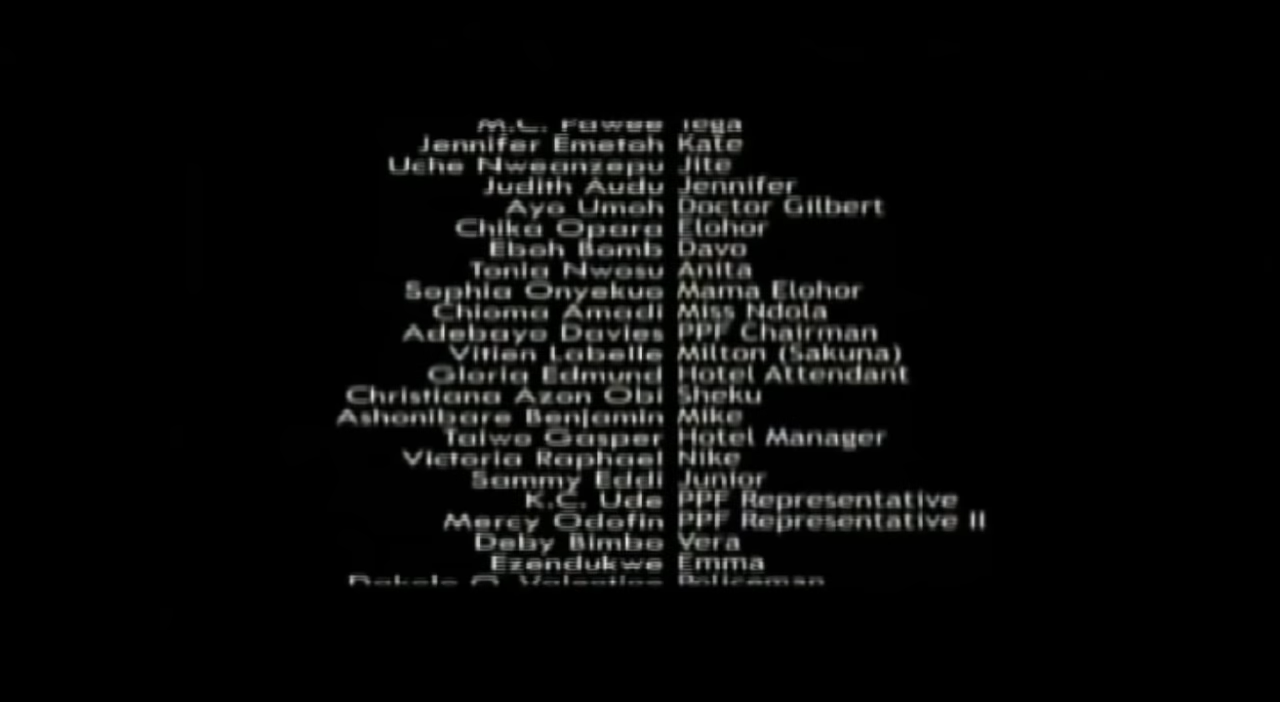 Jennifer Emetoh Kate
Uche Nweanzepu Jite
Judith Audu Jennifer
Ayo Umoh Doctor Gilbert
Chika Opara Elohor
Eboh Bomb Davo
Tonia Nwosu Anita
Sophia Onyekuo Mama Elohor
Chioma Amadi Miss Ndola
Adebayo Davies PPF Chairman
Vitien Labelle Milton (Sakuna)
Gloria Edmund Hotel Attendant
Christiana Azon Obi Sheku
Ashonibare Benjamin Mike
Taiwo Gasper Hotel Manager
Victoria Raphael Nike
Sammy Eddi Junior
K.C. Ude PPF Representative
Mercy Odofin PPF Representative II
Deby Bimbo Vera
Ezendukwe Emma
Policeman